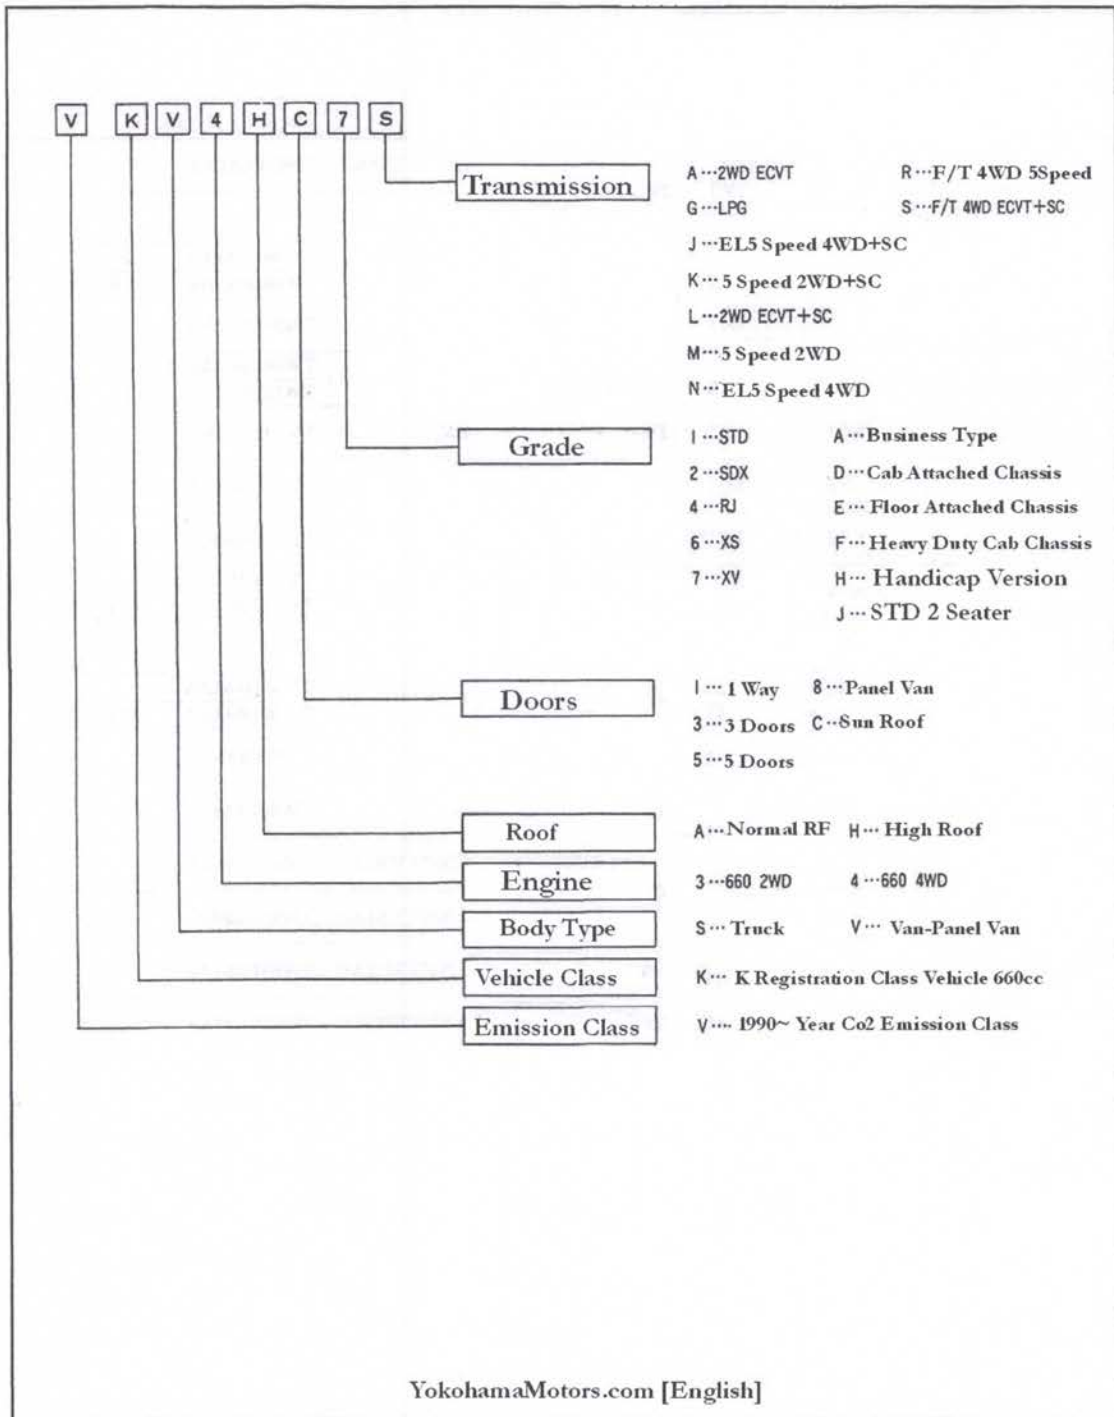 V K V 4 H C 7 S
Transmission
A…2WD ECVT R…F/T 4WD 5Speed
G…LPG S…F/T 4WD ECVT+SC
J…EL5 Speed 4WD+SC
K…5 Speed 2WD+SC
L…2WD ECVT+SC
M…5 Speed 2WD
N…EL5 Speed 4WD
Grade
1…STD A…Business Type
2…SDX D…Cab Attached Chassis
4…RJ E…Floor Attached Chassis
6…XS F…Heavy Duty Cab Chassis
7…XV H…Handicap Version
J…STD 2 Seater
Doors
1…1 Way 8…Panel Van
3…3 Doors C..Sun Roof
5…5 Doors
Roof A…Normal RF H…High Roof
Engine 3…660 2WD 4…660 4WD
Body Type S…Truck V…Van-Panel Van
Vehicle Class K…K Registration Class Vehicle 660cc
Emission Class V….1990~ Year Co2 Emission Class
YokohamaMotors.com [English]